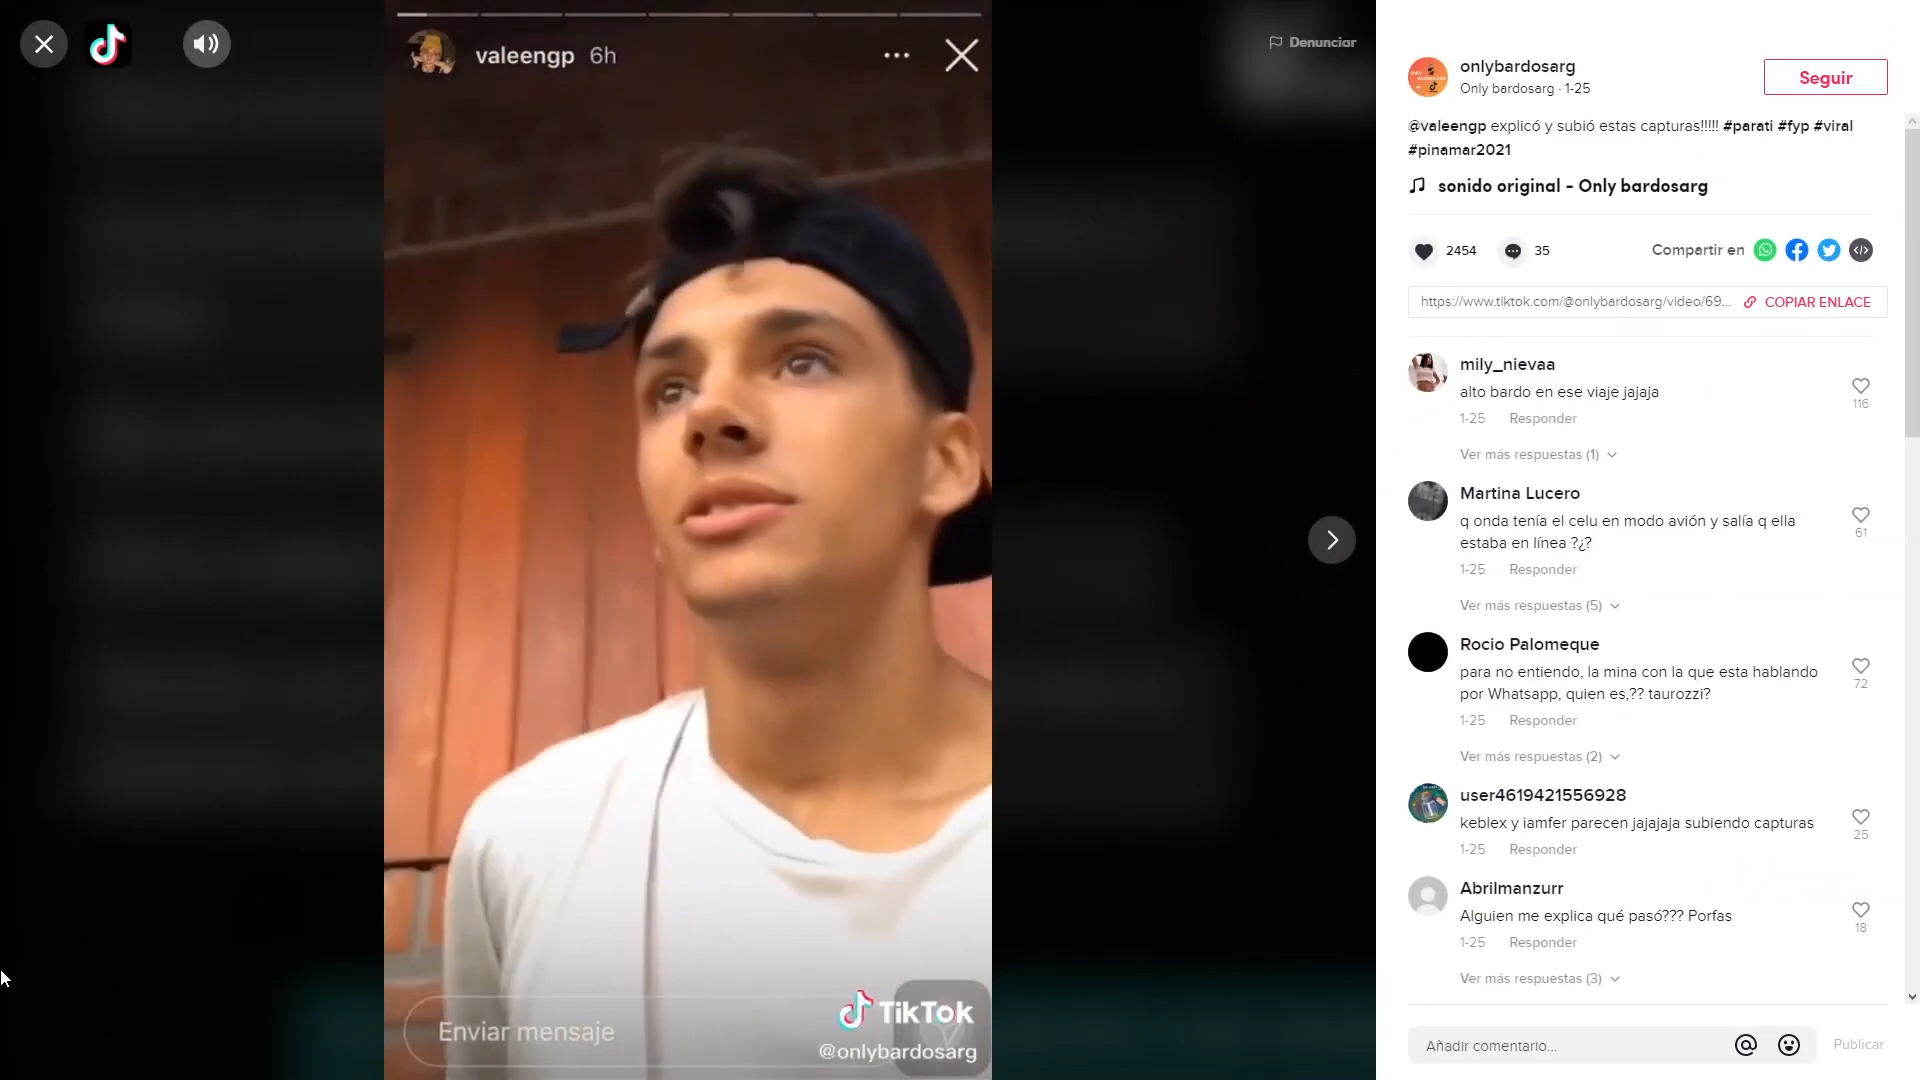 valeengp 6h
Denunciar
onlybardosarg
Only bardosarg · 1-25
Seguir
@valeengp explicó y subió estas capturas!!!!! #parati #fyp #viral
#pinamar2021
sonido original - Only bardosarg
2454
35
Compartir en
https://www.tiktok.com/@onlybardosarg/video/69...
COPIAR ENLACE
mily_nievaa
alto bardo en ese viaje jajaja
116
1-25 Responder
Ver más respuestas (1)
Martina Lucero
q onda tenía el celu en modo avión y salía q ella
estaba en línea ?¿?
61
1-25 Responder
Ver más respuestas (5)
Rocio Palomeque
para no entiendo, la mina con la que esta hablando
por Whatsapp, quien es,?? taurozzi?
72
1-25 Responder
Ver más respuestas (2)
user4619421556928
keblex y iamfer parecen jajajaja subiendo capturas
25
1-25 Responder
Abrilmanzurr
Alguien me explica qué pasó??? Porfas
18
1-25 Responder
Ver más respuestas (3)
Enviar mensaje
TikTok
@onlybardosarg
Añadir comentario...
Publicar